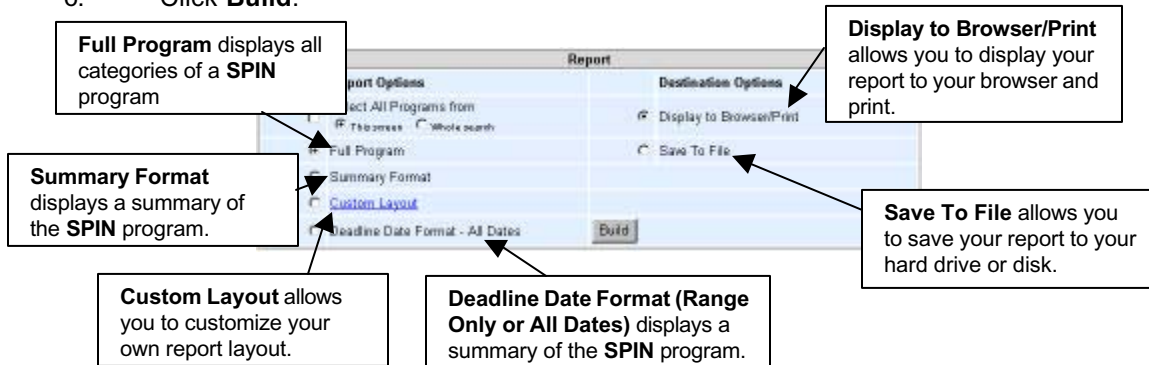 Click Build.
Full Program displays all
categories of a SPIN
program
Display to Browser/Print
allows you to display your
report to your browser and
print.
Report
port Options
Destination Options
ect All Programs from
This screen Whole search
Display to Browser/Print
Full Program
Save To File
Summary Format
Custom Layout
Deadline Date Format - All Dates
Build
Summary Format
displays a summary of
the SPIN program.
Save To File allows you
to save your report to your
hard drive or disk.
Custom Layout allows
you to customize your
own report layout.
Deadline Date Format (Range
Only or All Dates) displays a
summary of the SPIN program.